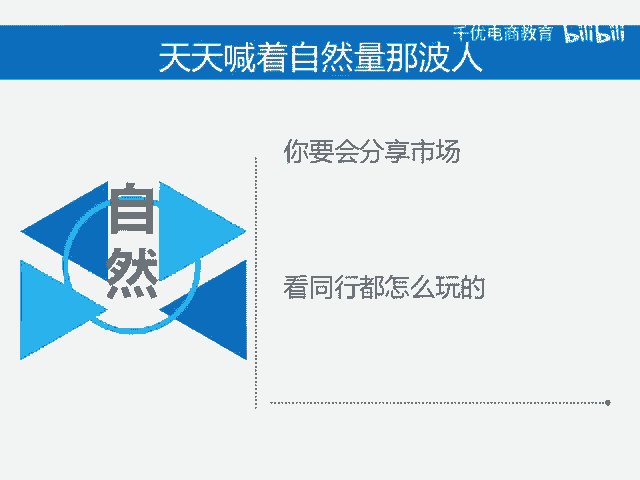 千优电商教育 bilibili
天天喊着自然量那波人
你要会分享市场
自然
看同行都怎么玩的